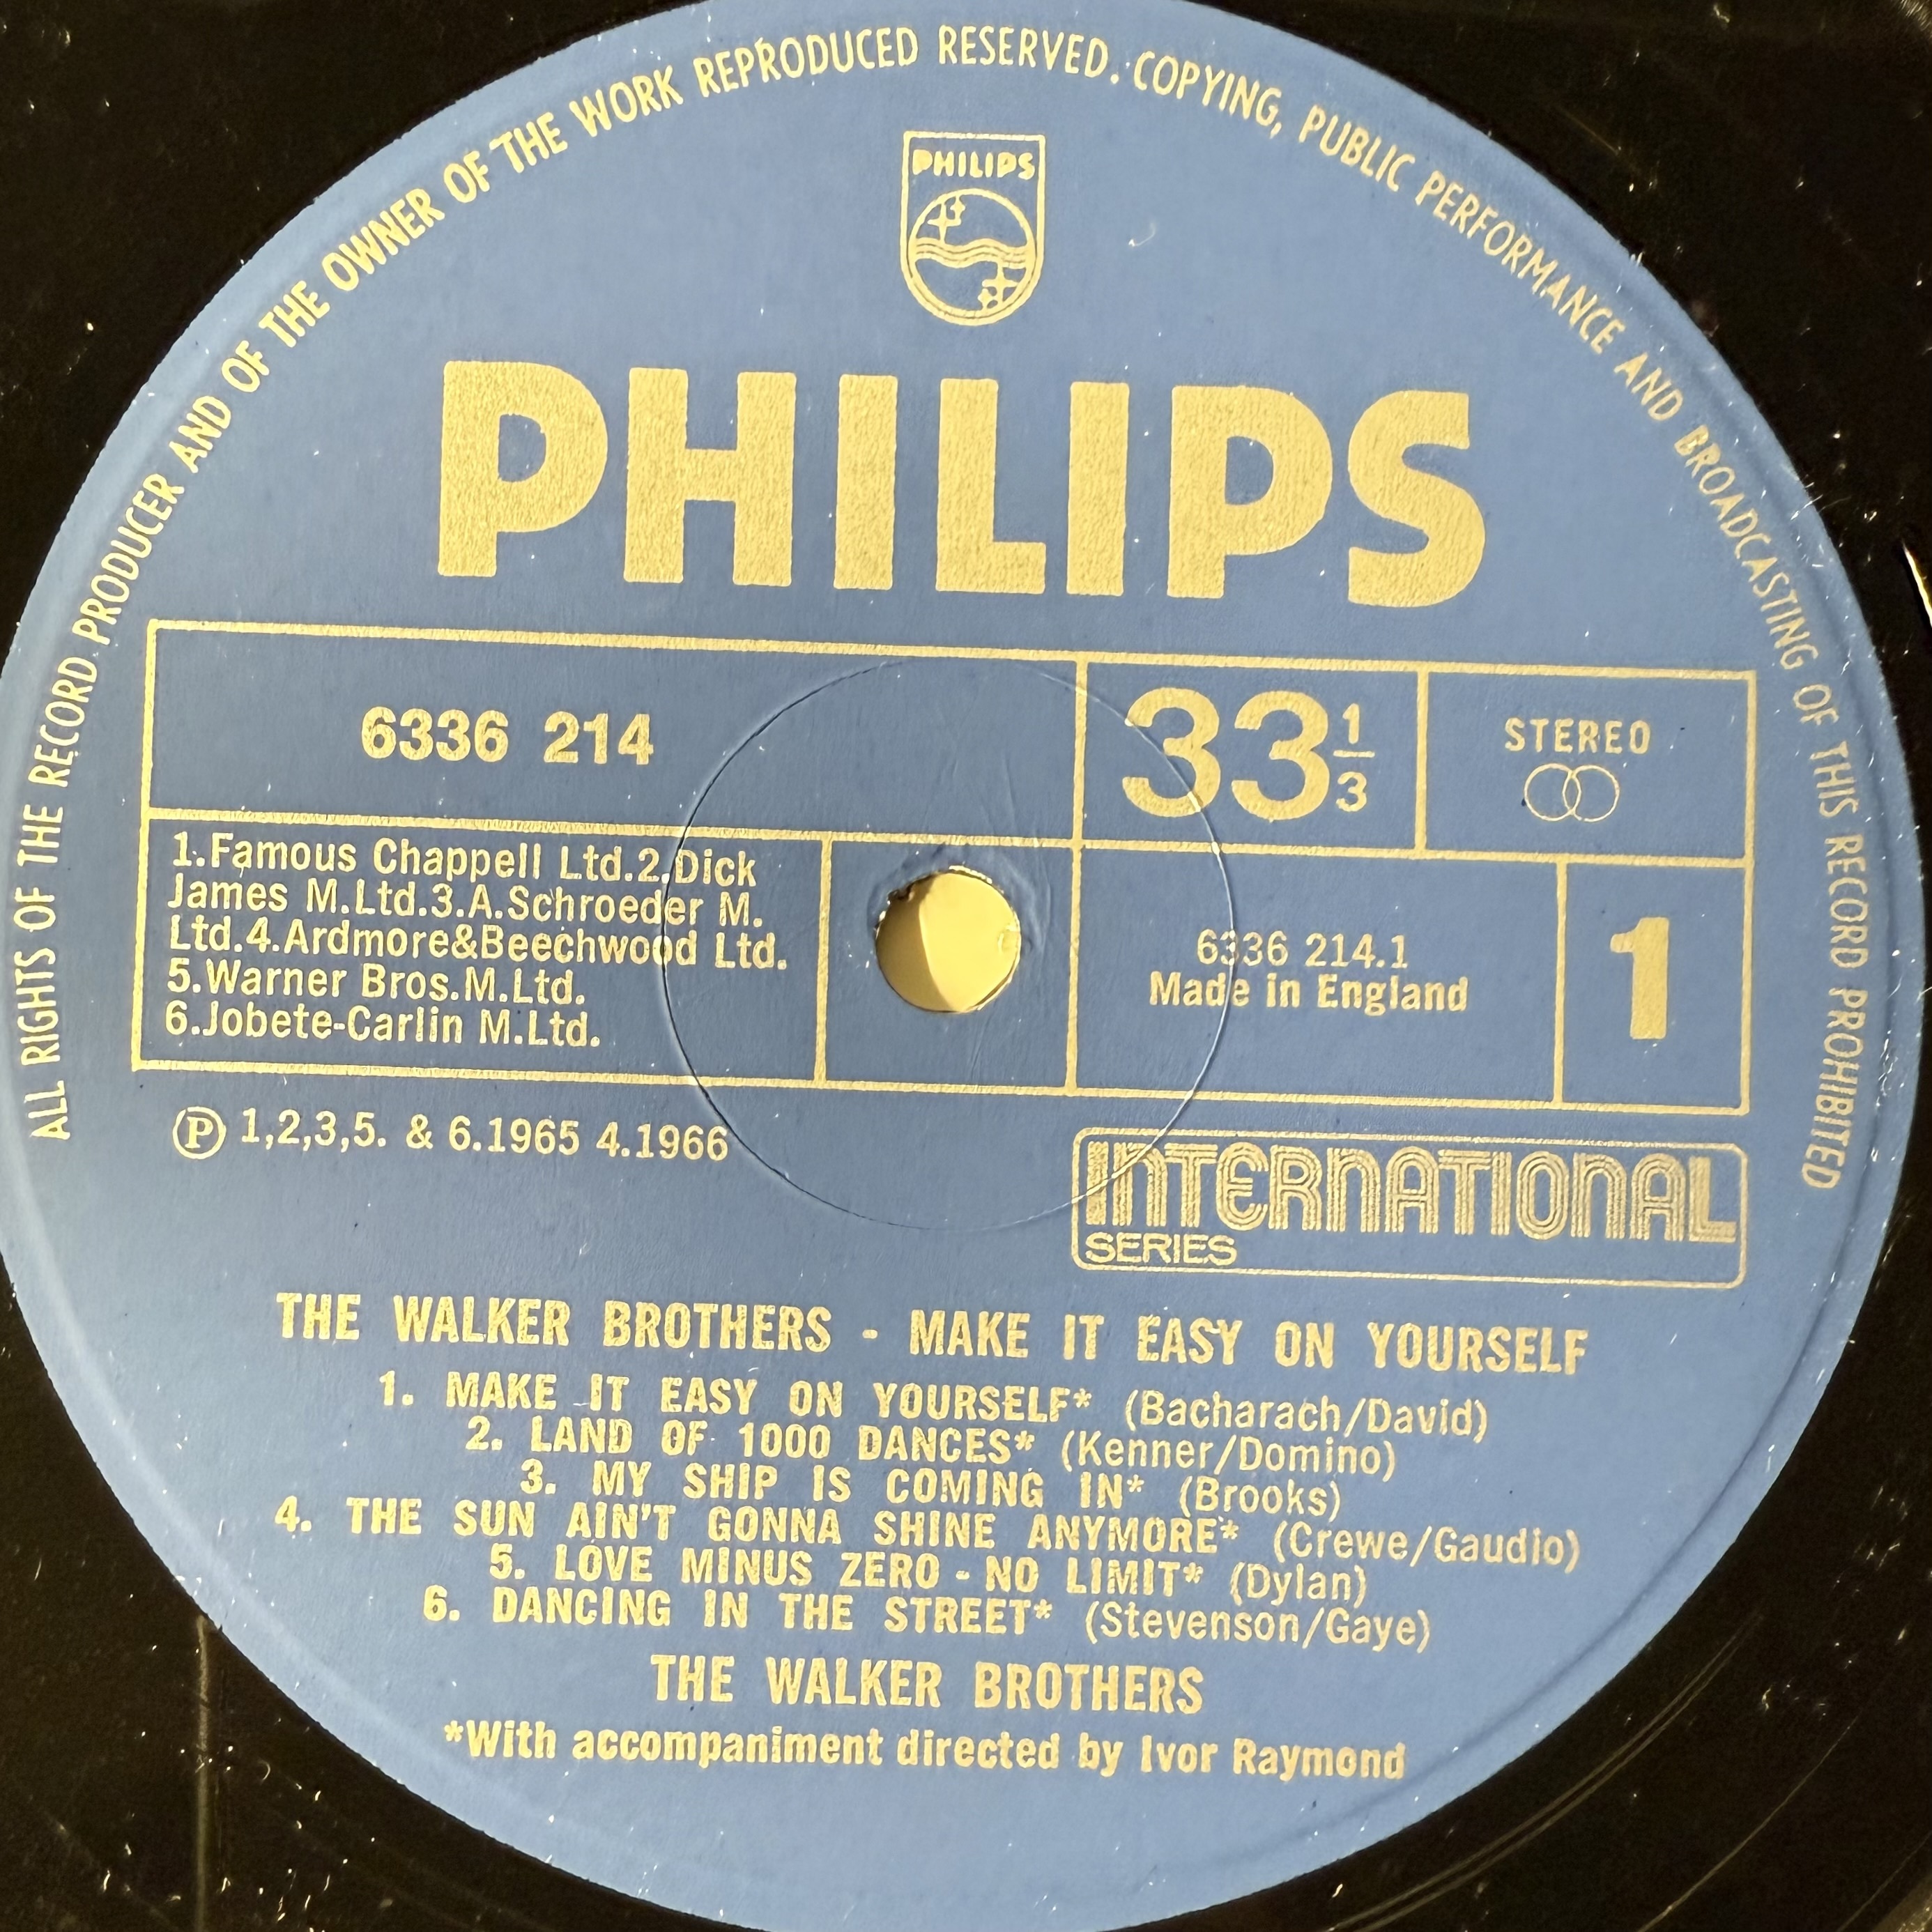 ALL RIGHTS OF THE RECORD PRODUCER AND OF THE OWNER OF THE WORK REPRODUCED RESERVED. COPYING, PUBLIC PERFORMANCE AND BROADCASTING OF THIS RECORD PROHIBITED
PHILIPS
PHILIPS
6336 214
33 1/3
STEREO
1.Famous Chappell Ltd.2.Dick
James M.Ltd.3.A.Schroeder M.
Ltd.4.Ardmore&Beechwood Ltd.
5.Warner Bros.M.Ltd.
6.Jobete-Carlin M.Ltd.
6336 214.1
Made in England
1
Ⓟ 1,2,3,5. & 6.1965 4.1966
INTERNATIONAL
SERIES
THE WALKER BROTHERS - MAKE IT EASY ON YOURSELF
1. MAKE IT EASY ON YOURSELF* (Bacharach/David)
2. LAND OF 1000 DANCES* (Kenner/Domino)
3. MY SHIP IS COMING IN* (Brooks)
4. THE SUN AIN'T GONNA SHINE ANYMORE* (Crewe/Gaudio)
5. LOVE MINUS ZERO - NO LIMIT* (Dylan)
6. DANCING IN THE STREET* (Stevenson/Gaye)
THE WALKER BROTHERS
*With accompaniment directed by Ivor Raymond